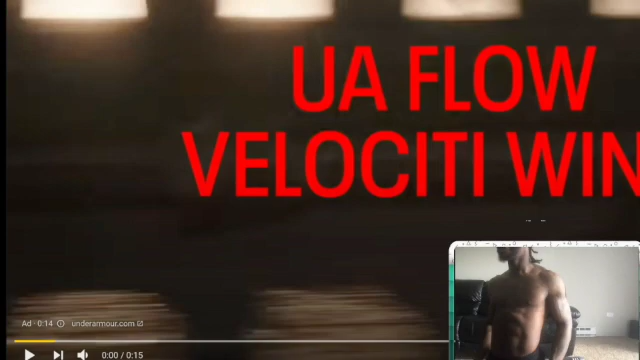 UA FLOW
VELOCITI WIN
Ad · 0:14
underarmour.com
0:00 / 0:15